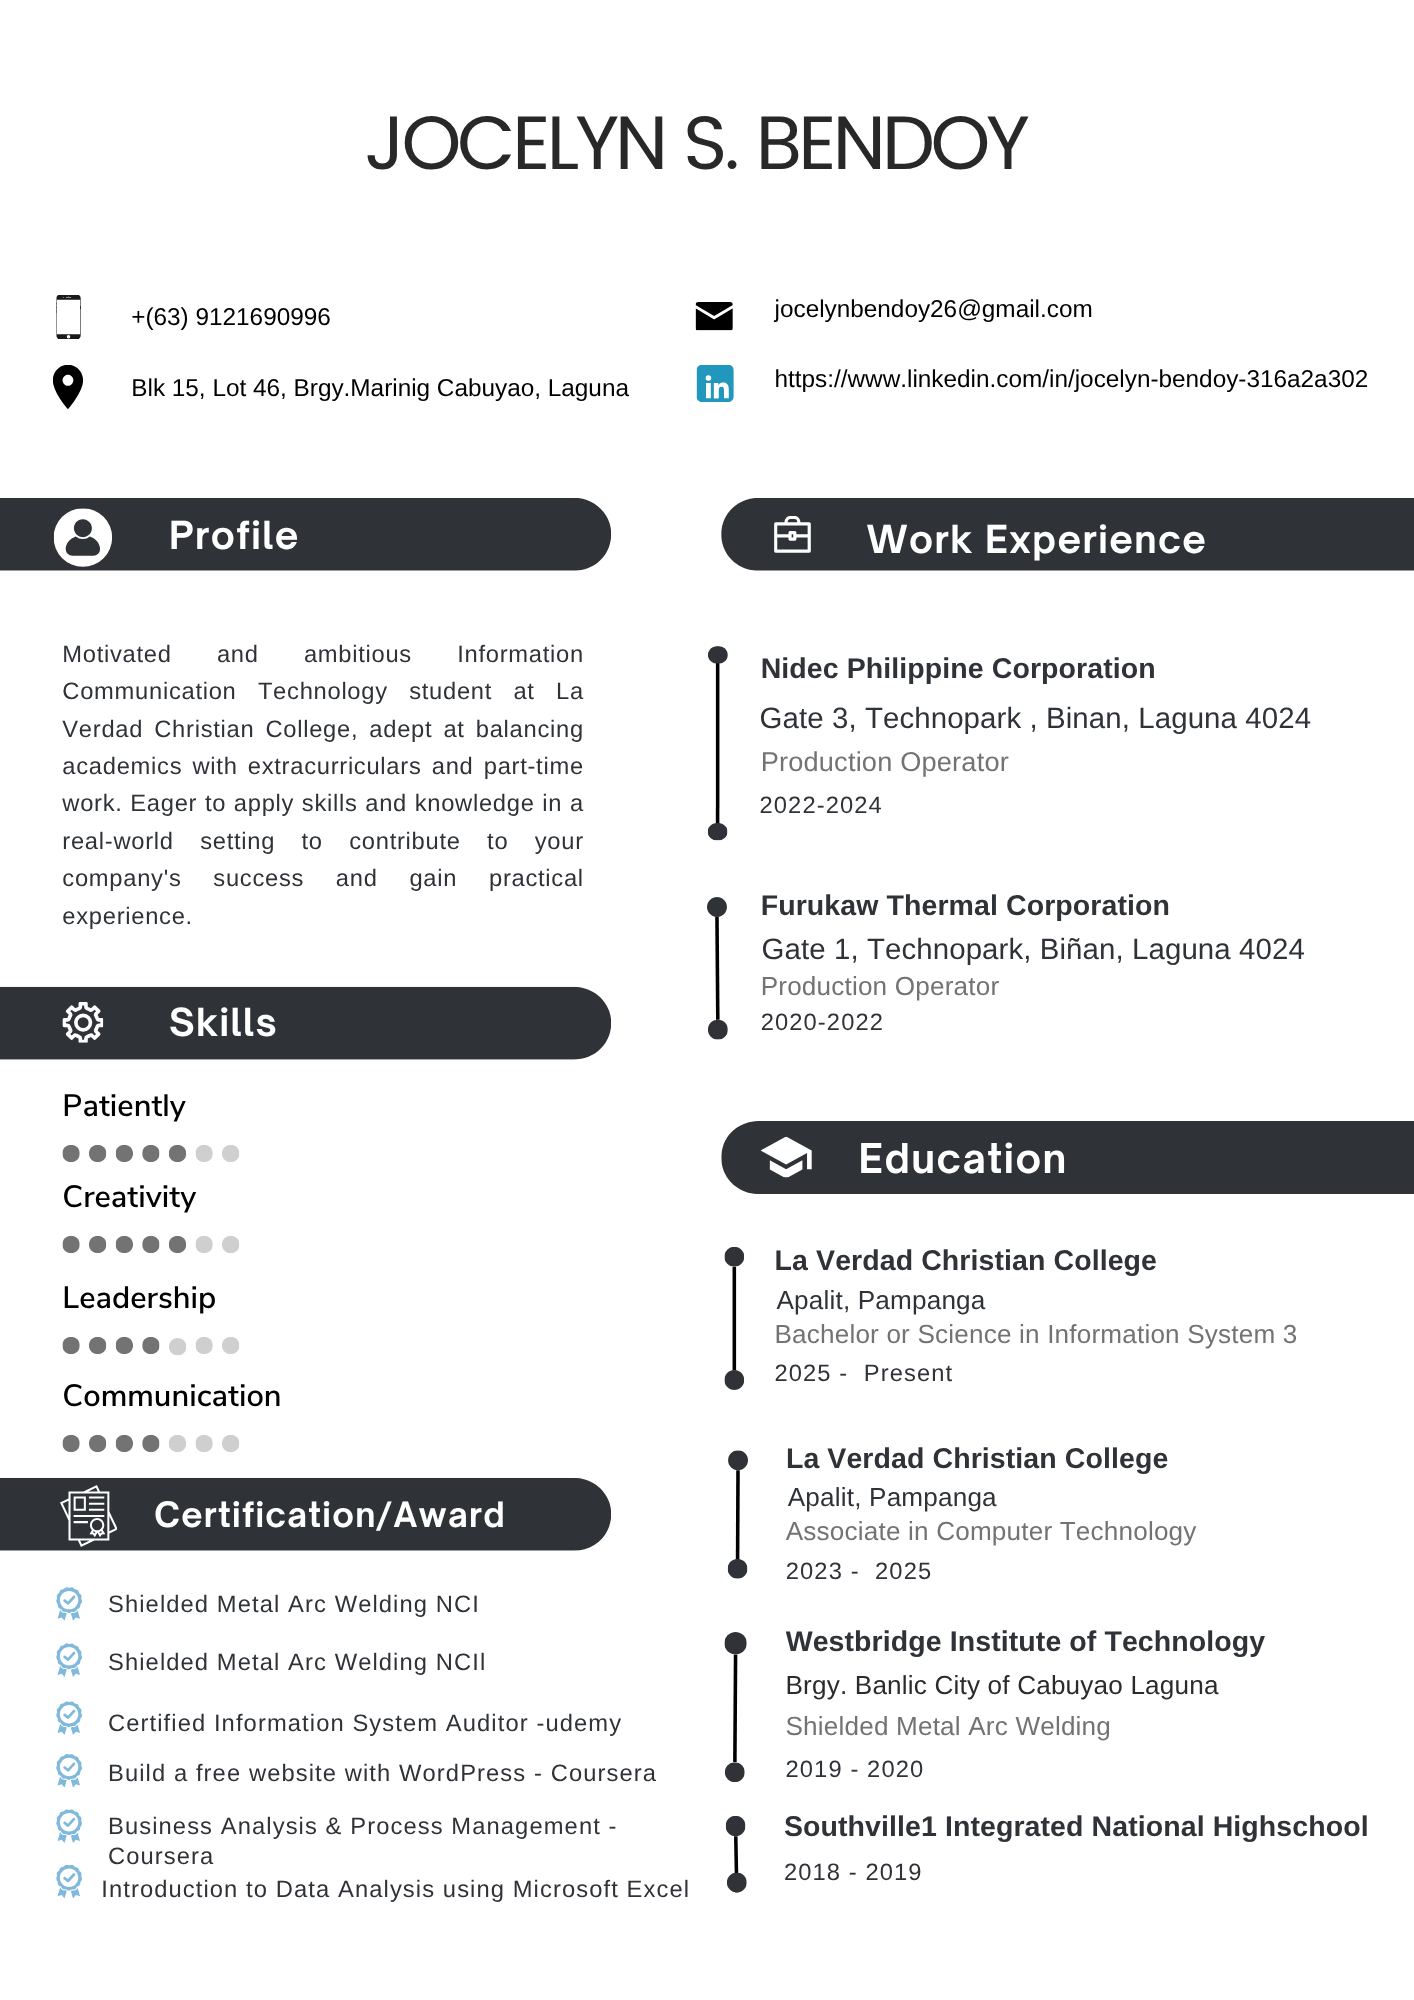 JOCELYN S. BENDOY
+(63) 9121690996
Blk 15, Lot 46, Brgy.Marinig Cabuyao, Laguna
jocelynbendoy26@gmail.com
in
https://www.linkedin.com/in/jocelyn-bendoy-316a2a302
Profile
Motivated and ambitious Information
Communication Technology student at La
Verdad Christian College, adept at balancing
academics with extracurriculars and part-time
work. Eager to apply skills and knowledge in a
real-world setting to contribute to your
company's success and gain practical
experience.
Skills
Patiently
Creativity
Leadership
Communication
Certification/Award
Shielded Metal Arc Welding NCI
Shielded Metal Arc Welding NCIl
Certified Information System Auditor -udemy
Build a free website with WordPress - Coursera
Business Analysis & Process Management -
Coursera
Introduction to Data Analysis using Microsoft Excel
Work Experience
Nidec Philippine Corporation
Gate 3, Technopark , Binan, Laguna 4024
Production Operator
2022-2024
Furukaw Thermal Corporation
Gate 1, Technopark, Biñan, Laguna 4024
Production Operator
2020-2022
Education
La Verdad Christian College
Apalit, Pampanga
Bachelor or Science in Information System 3
2025 -  Present
La Verdad Christian College
Apalit, Pampanga
Associate in Computer Technology
2023 -  2025
Westbridge Institute of Technology
Brgy. Banlic City of Cabuyao Laguna
Shielded Metal Arc Welding
2019 - 2020
Southville1 Integrated National Highschool
2018 - 2019